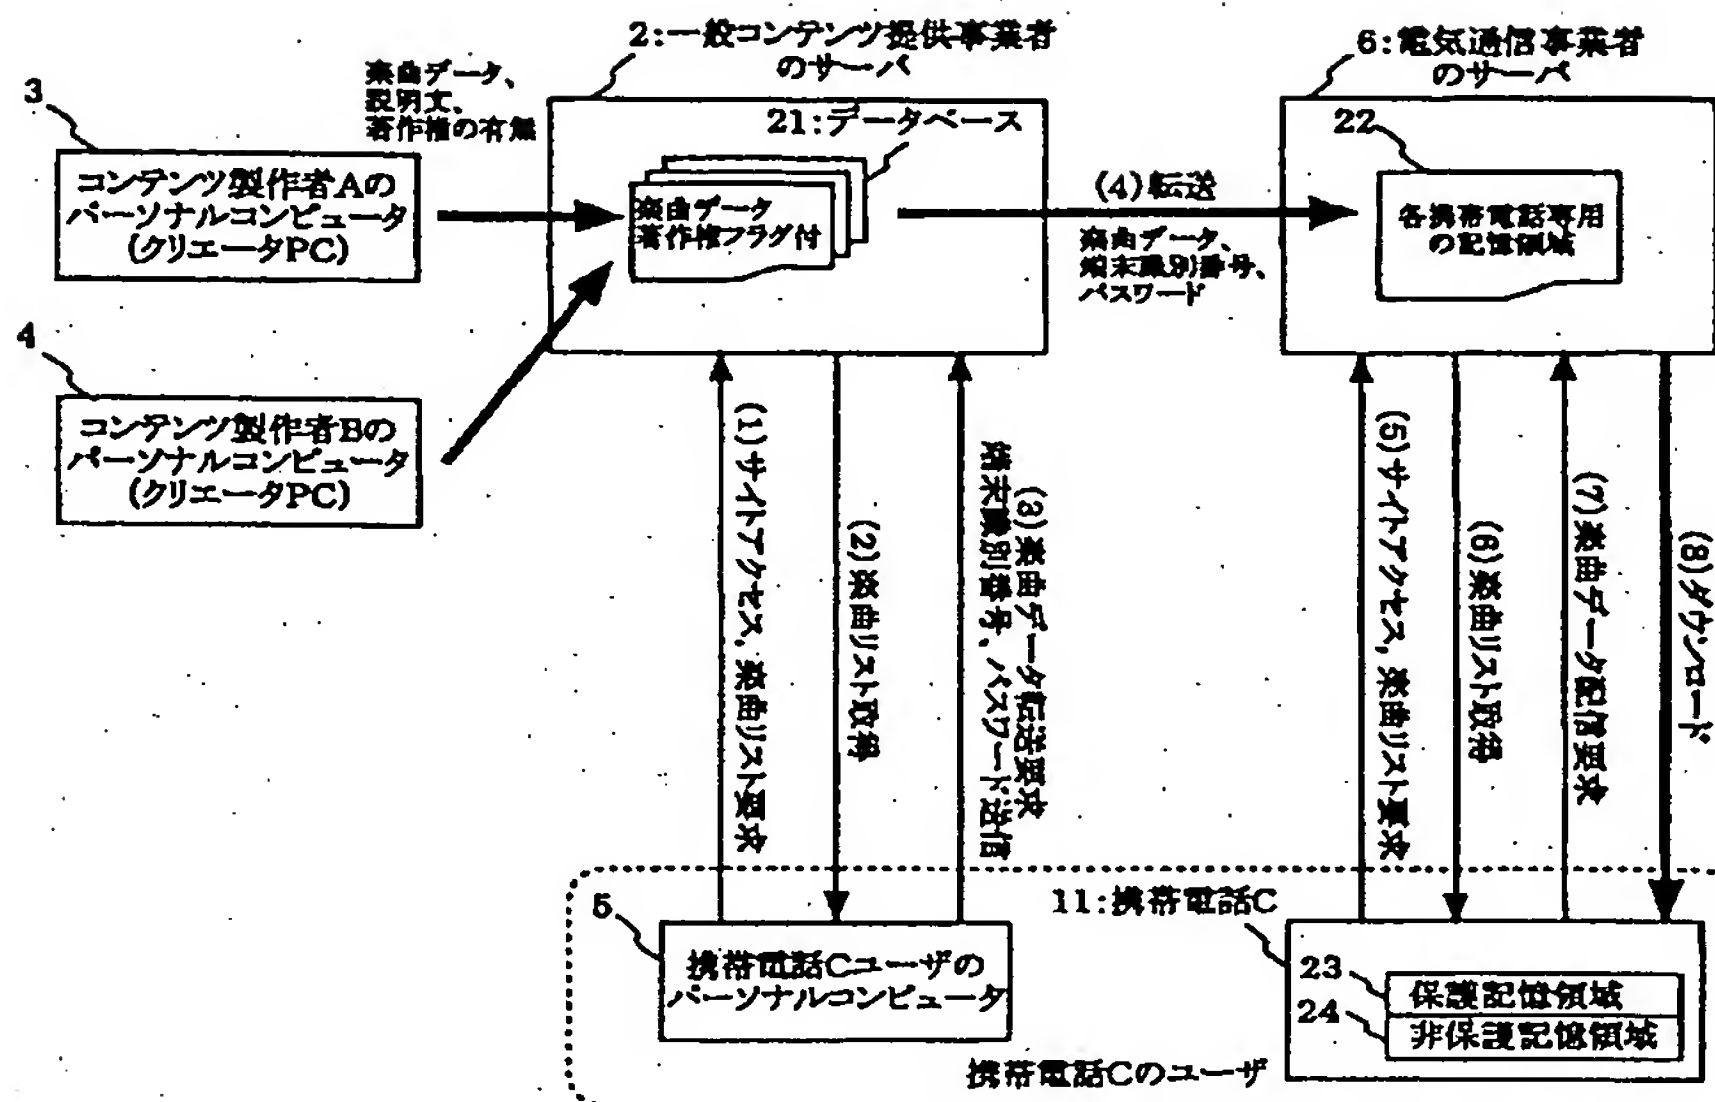 2:一般コンテンツ提供事業者
のサーバ
6:電気通信事業者
のサーバ
楽曲データ、
説明文、
著作権の有無
3
21:データベース
22
コンテンツ製作者Aの
パーソナルコンピュータ
(クリエータPC)
楽曲データ
著作権フラグ付
(4)転送
楽曲データ、
端末識別番号、
パスワード
各携帯電話専用
の記憶領域
4
コンテンツ製作者Bの
パーソナルコンピュータ
(クリエータPC)
(1)サイトアクセス,楽曲リスト要求
(2)楽曲リスト取得
(3)楽曲データ転送要求
端末識別番号、パスワード送信
(5)サイトアクセス,楽曲リスト要求
(6)楽曲リスト取得
(7)楽曲データ配信要求
(8)ダウンロード
5
携帯電話Cユーザの
パーソナルコンピュータ
11:携帯電話C
23
保護記憶領域
24
非保護記憶領域
携帯電話Cのユーザ